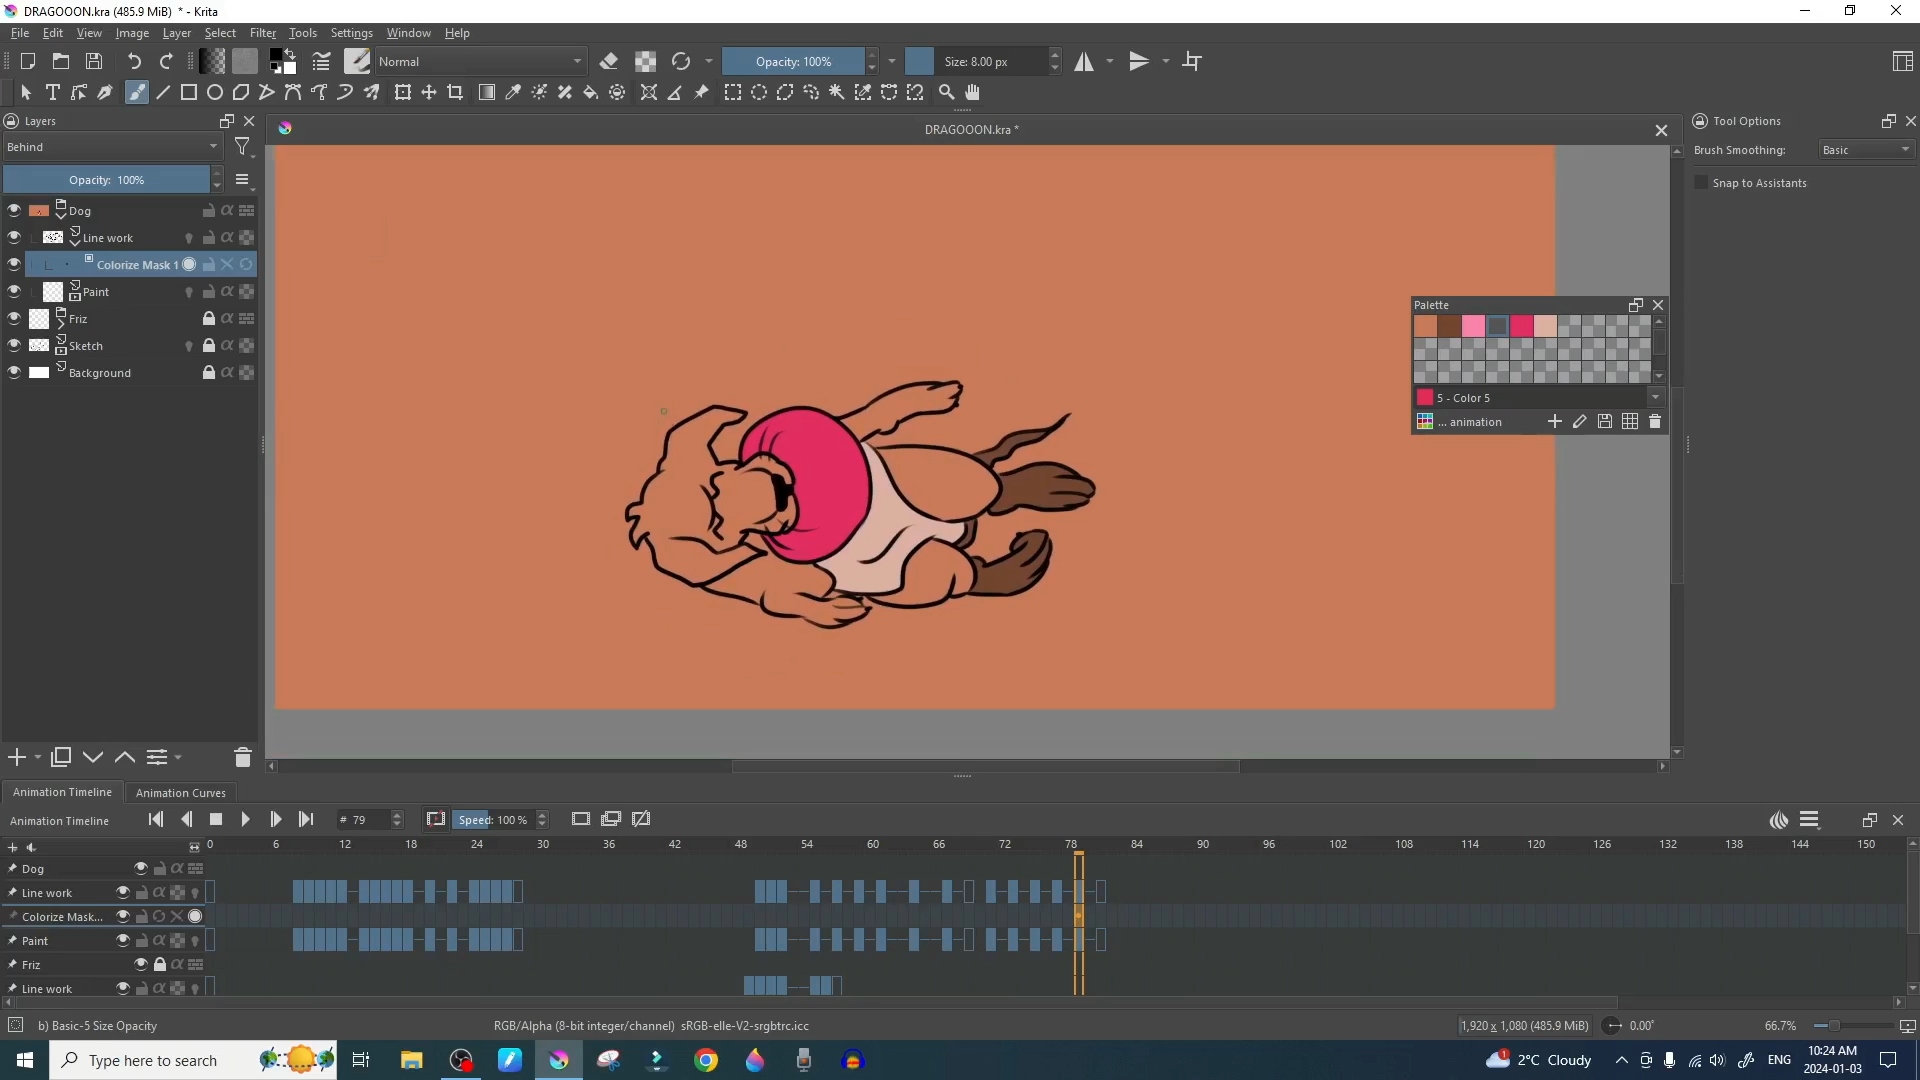 DRAGOOON.kra (485.9 MiB) * - Krita
File Edit View Image Layer Select Filter Tools Settings Window Help
Normal
Opacity: 100%
Size: 8.00 px
Layers
DRAGOOON.kra *
Tool Options
Behind
Brush Smoothing: Basic
Opacity: 100%
Snap to Assistants
Dog
Line work
Colorize Mask 1
Paint
Friz
Sketch
Background
Palette
5 - Color 5
... animation
Animation Timeline Animation Curves
Animation Timeline
# 79
Speed: 100 %
0 6 12 18 24 30 36 42 48 54 60 66 72 78 84 90 96 102 108 114 120 126 132 138 144 150
Dog
Line work
Colorize Mask...
Paint
Friz
Line work
b) Basic-5 Size Opacity
RGB/Alpha (8-bit integer/channel) sRGB-elle-V2-srgbtrc.icc
1,920 x 1,080 (485.9 MiB)
0.00°
66.7%
Type here to search
1
2°C Cloudy
ENG
10:24 AM
2024-01-03